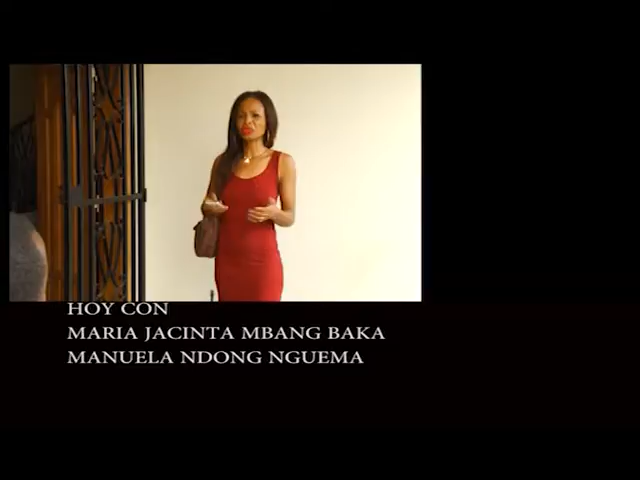 HOY CON
MARIA JACINTA MBANG BAKA
MANUELA NDONG NGUEMA